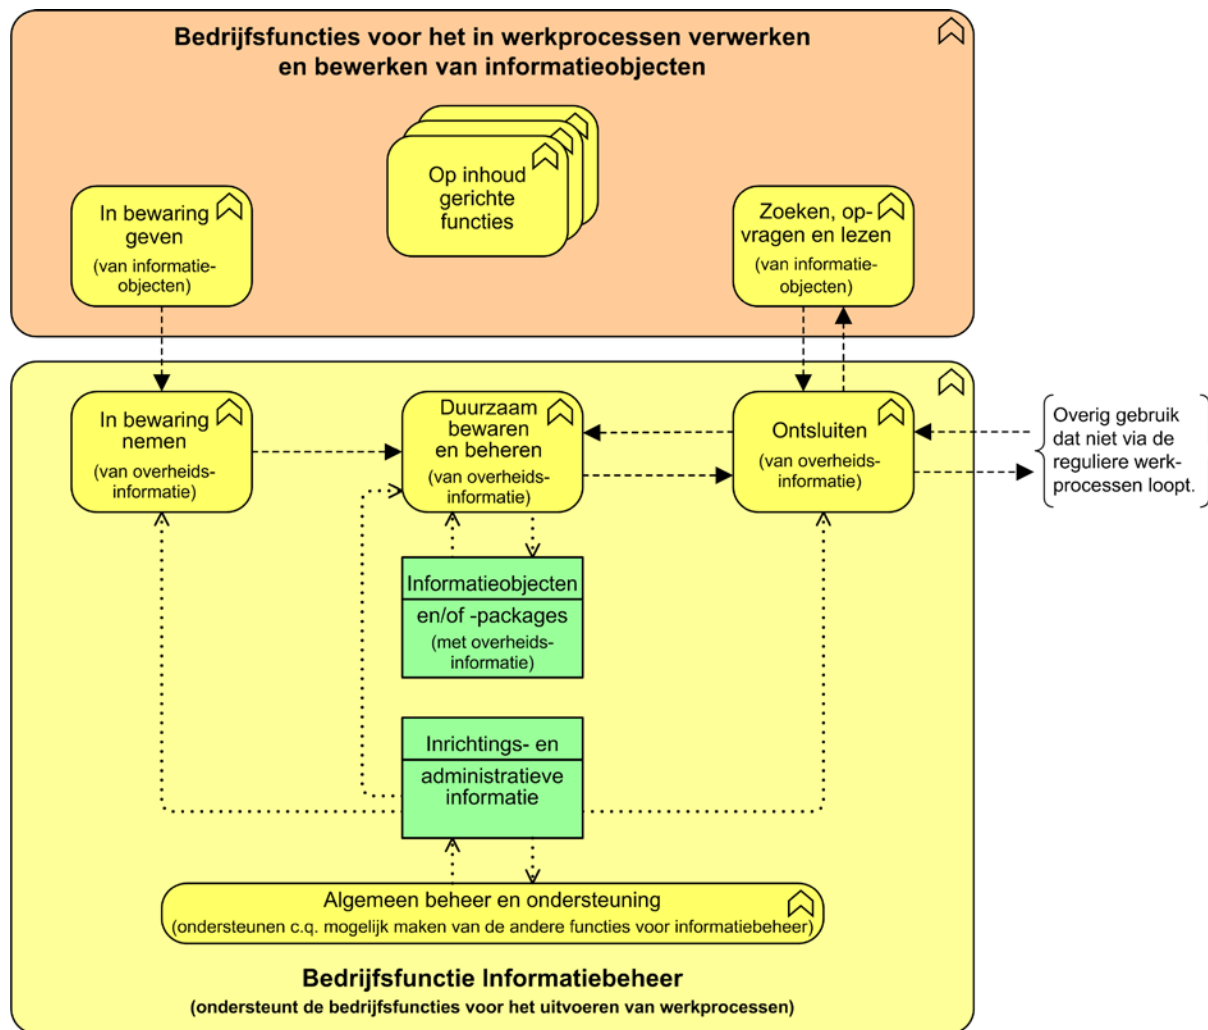 Bedrijfsfuncties voor het in werkprocessen verwerken
en bewerken van informatieobjecten
Op inhoud
gerichte
functies
In bewaring
geven
(van informatie-
objecten)
Zoeken, op-
vragen en lezen
(van informatie-
objecten)
In bewaring
nemen
(van overheids-
informatie)
Duurzaam
bewaren
en beheren
(van overheids-
informatie)
Ontsluiten
(van overheids-
informatie)
Overig gebruik
dat niet via de
reguliere werk-
processen loopt.
Informatieobjecten
en/of -packages
(met overheids-
informatie)
Inrichtings- en
administratieve
informatie
Algemeen beheer en ondersteuning
(ondersteunen c.q. mogelijk maken van de andere functies voor informatiebeheer)
Bedrijfsfunctie Informatiebeheer
(ondersteunt de bedrijfsfuncties voor het uitvoeren van werkprocessen)